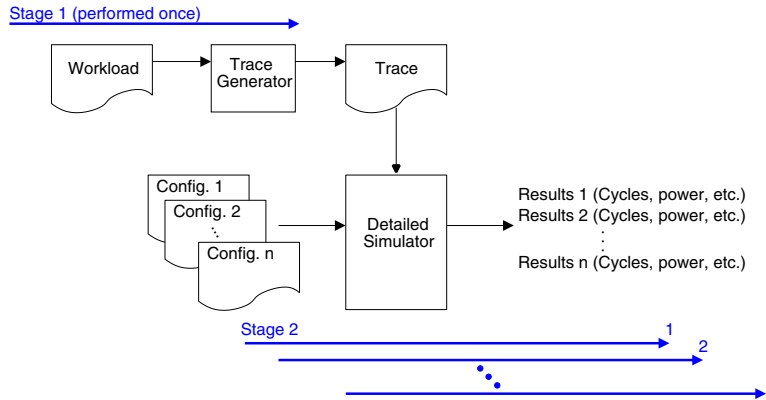 Stage 1 (performed once)
Workload
Trace
Generator
Trace
Config. 1
Config. 2
Config. n
Detailed
Simulator
Results 1 (Cycles, power, etc.)
Results 2 (Cycles, power, etc.)
Results n (Cycles, power, etc.)
Stage 2
1
2